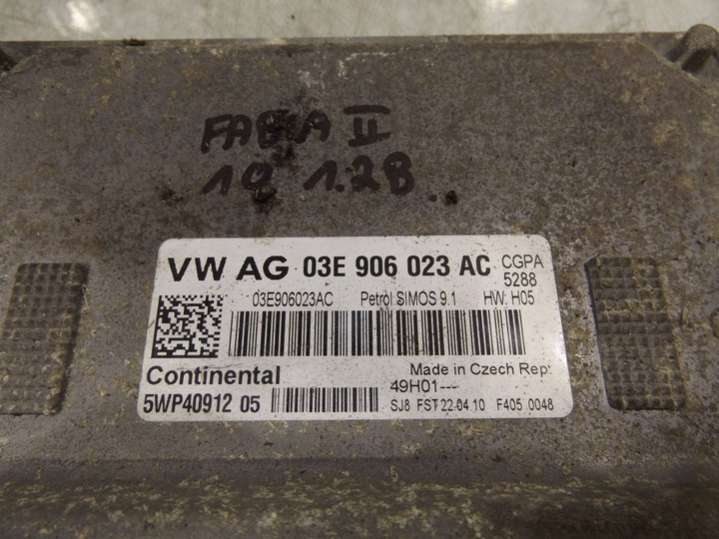 FABIA II
10 1.2B
VW AG 03E 906 023 AC CGPA
5288
03E906023AC Petrol SIMOS 9.1 HW: H05
Continental Made in Czech Rep:
49H01---
5WP40912 05 SJ8 FST 22 04 10 F405 0048